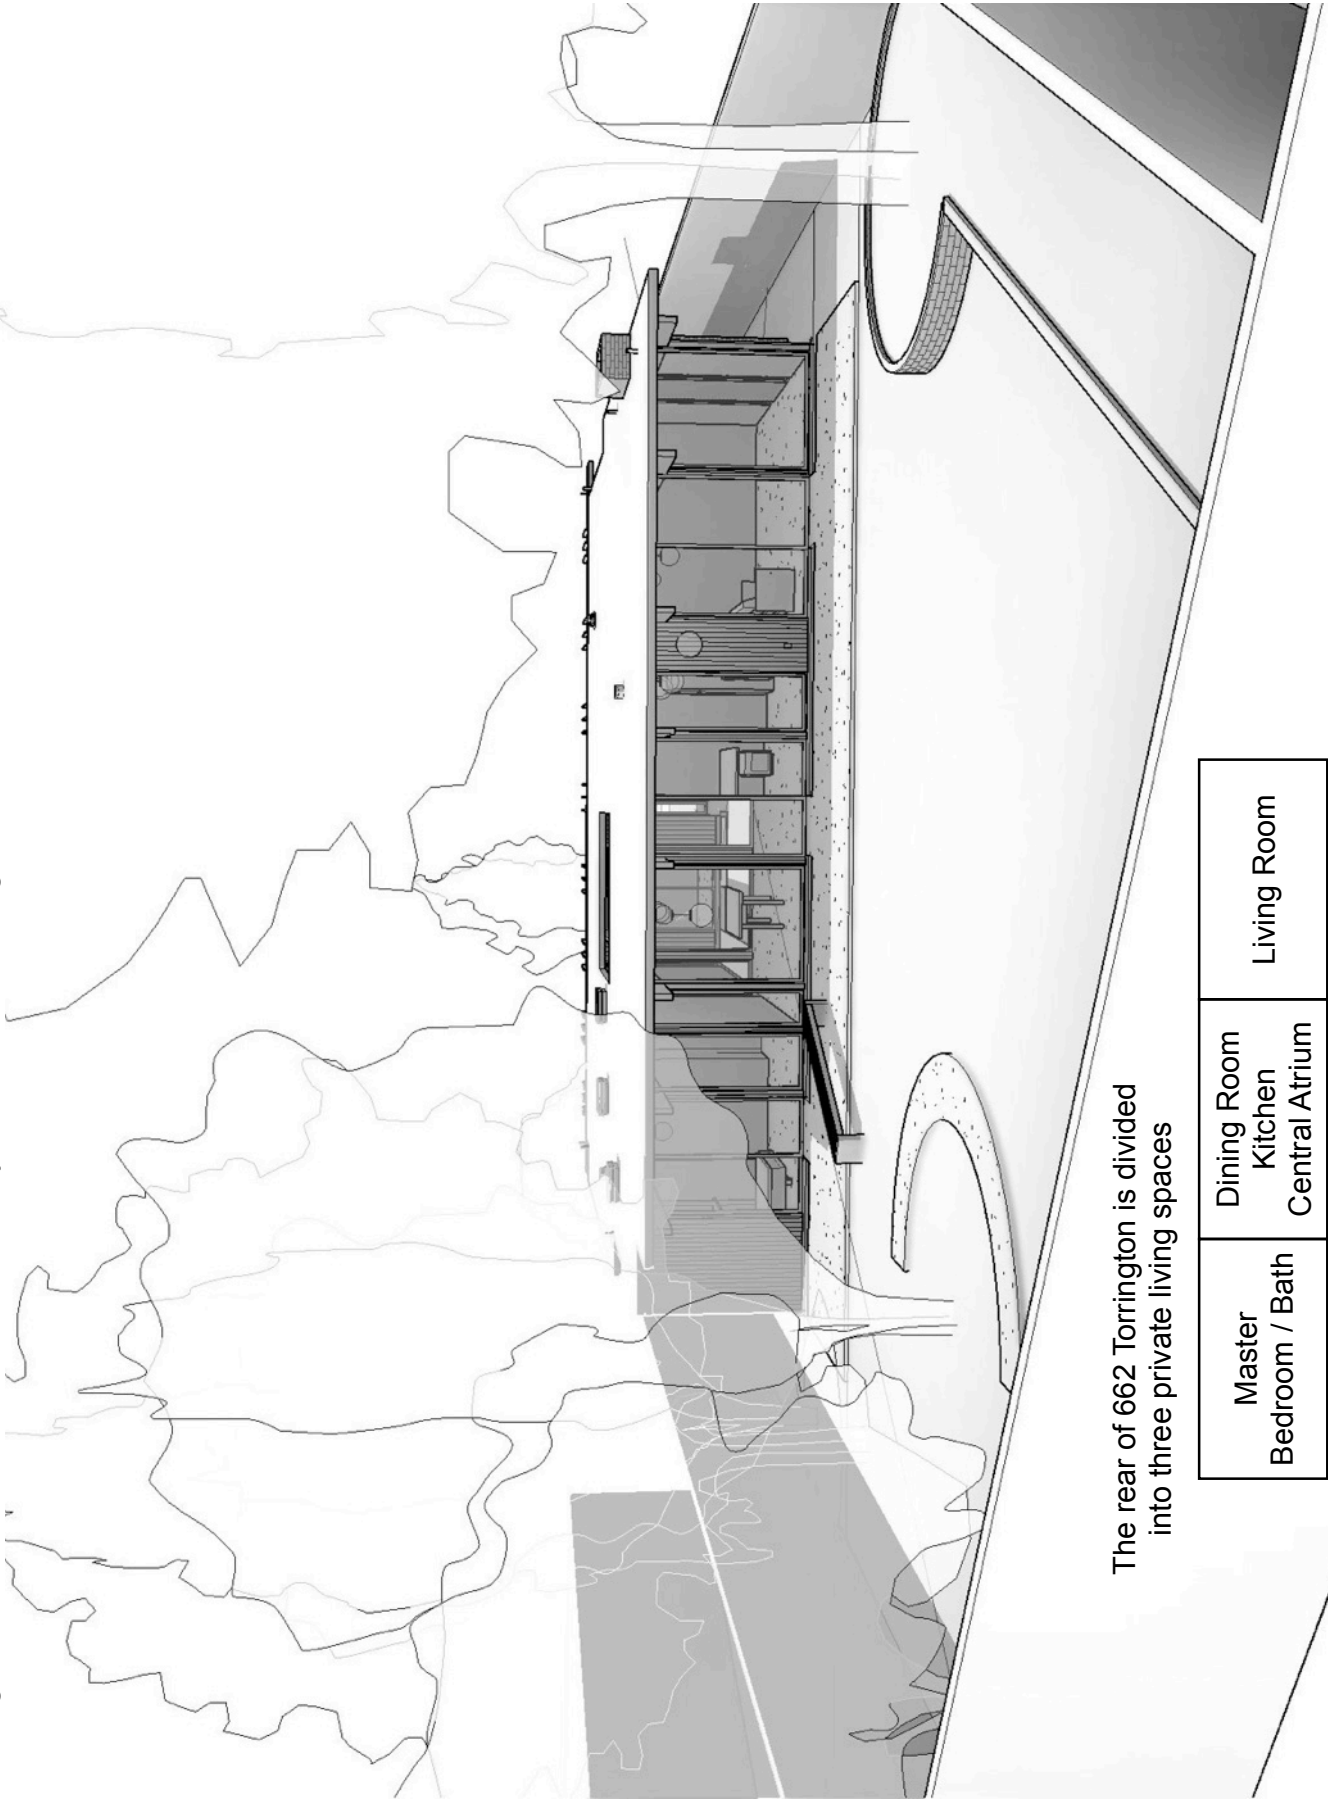 The rear of 662 Torrington is divided
into three private living spaces
Master
Bedroom / Bath
Dining Room
Kitchen
Central Atrium
Living Room